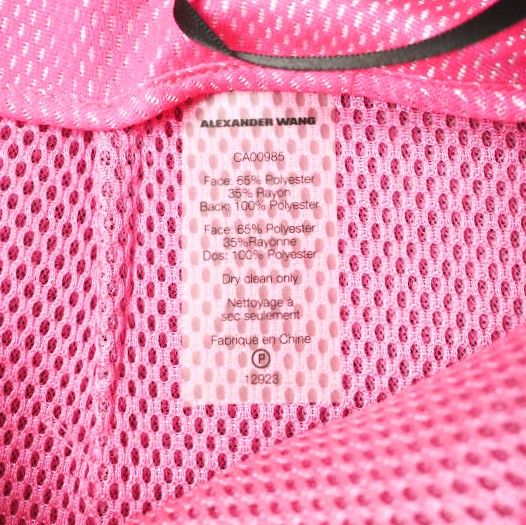 ALEXANDER WANG
CA00985
Face: 65% Polyester
35% Rayon
Back: 100% Polyester
Face: 65% Polyester
35%Rayonne
Dos: 100% Polyester
Dry clean only
Nettoyage à
sec seulement
Fabriqué en Chine
P
12923